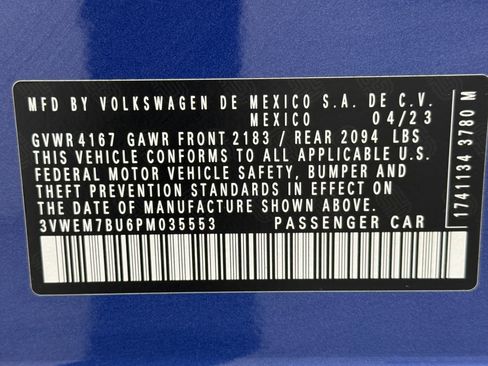 MFD BY VOLKSWAGEN DE MEXICO S.A. DE C.V.
MEXICO 04/23
GVWR 4167 GAWR FRONT 2183 / REAR 2094 LBS
THIS VEHICLE CONFORMS TO ALL APPLICABLE U.S.
FEDERAL MOTOR VEHICLE SAFETY, BUMPER AND
THEFT PREVENTION STANDARDS IN EFFECT ON
THE DATE OF MANUFACTURE SHOWN ABOVE.
3VWEM7BU6PM035553 PASSENGER CAR
1741134 3780 M